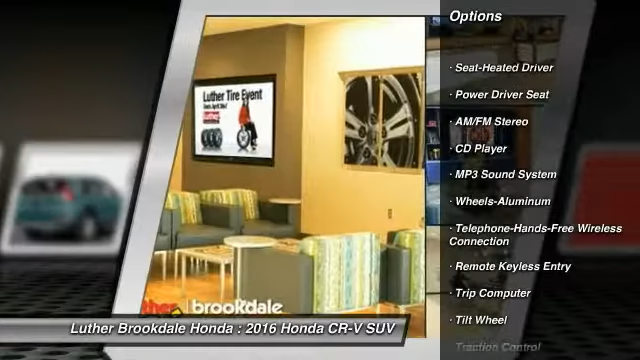 Options
· Seat-Heated Driver
· Power Driver Seat
· AM/FM Stereo
· CD Player
· MP3 Sound System
· Wheels-Aluminum
· Telephone-Hands-Free Wireless
Connection
· Remote Keyless Entry
· Trip Computer
· Tilt Wheel
· Traction Control
Luther Tire Event
brookdale
Luther Brookdale Honda : 2016 Honda CR-V SUV